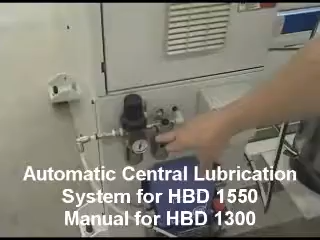 Automatic Central Lubrication
System for HBD 1550
Manual for HBD 1300